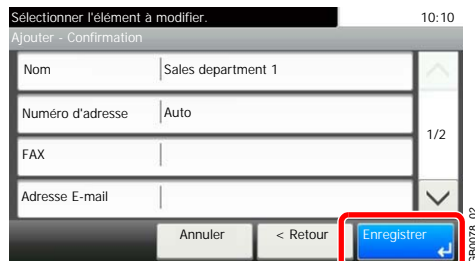 Sélectionner l'élément à modifier.
10:10
Ajouter - Confirmation
Nom
Sales department 1
Numéro d'adresse
Auto
1/2
FAX
Adresse E-mail
Annuler
< Retour
Enregistrer
GB0078_02